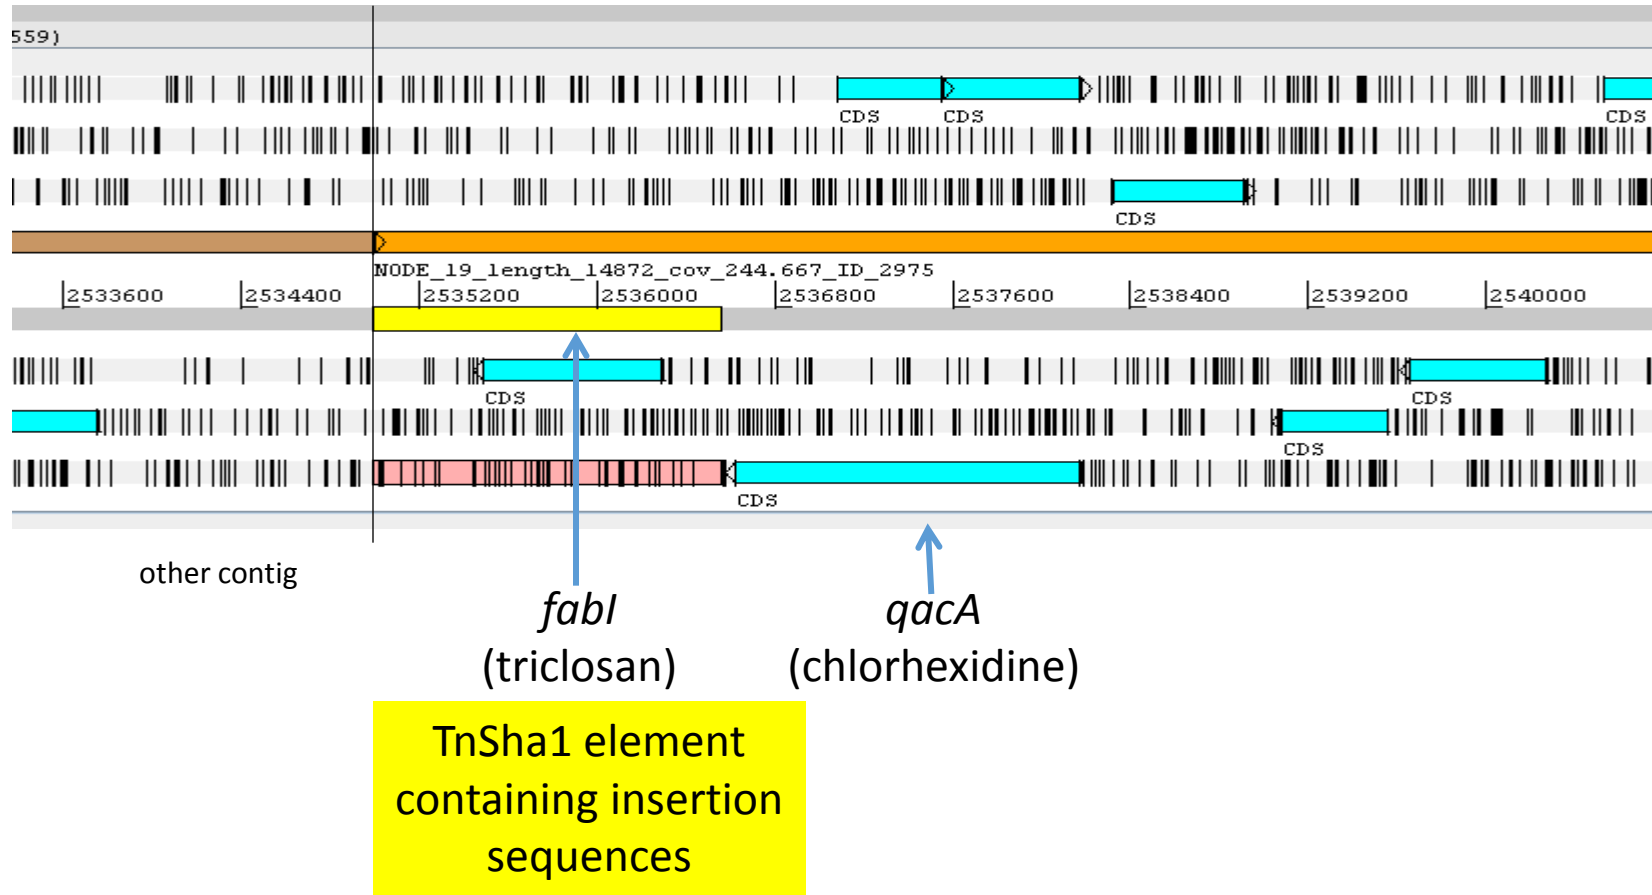 559)
CDS CDS CDS
CDS
NODE_19_length_14872_cov_244.667_ID_2975
2533600 2534400 2535200 2536000 2536800 2537600 2538400 2539200 2540000
CDS CDS
CDS
CDS
other contig
fabI qacA
(triclosan) (chlorhexidine)
TnSha1 element
containing insertion
sequences